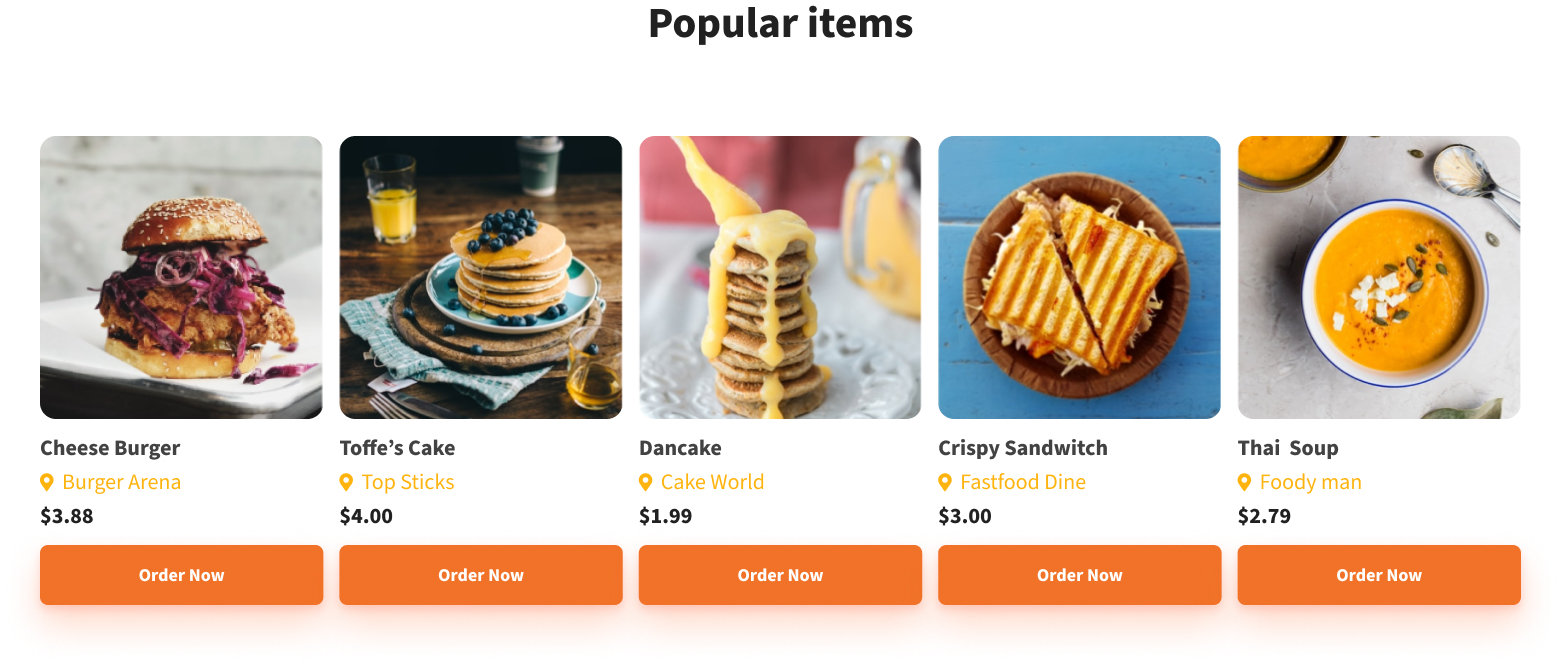 Popular items
Cheese Burger
Burger Arena
$3.88
Order Now
Toffe’s Cake
Top Sticks
$4.00
Order Now
Dancake
Cake World
$1.99
Order Now
Crispy Sandwitch
Fastfood Dine
$3.00
Order Now
Thai  Soup
Foody man
$2.79
Order Now